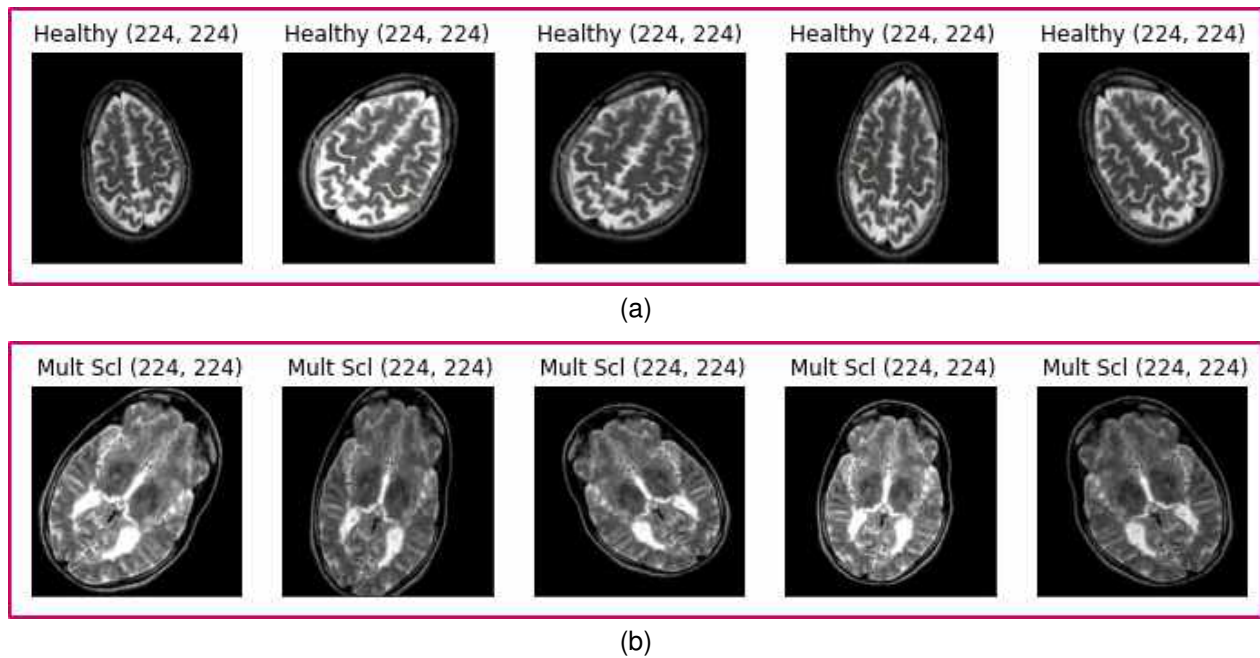 Healthy (224, 224) Healthy (224, 224) Healthy (224, 224) Healthy (224, 224) Healthy (224, 224)
(a)
Mult Scl (224, 224) Mult Scl (224, 224) Mult Scl (224, 224) Mult Scl (224, 224) Mult Scl (224, 224)
(b)